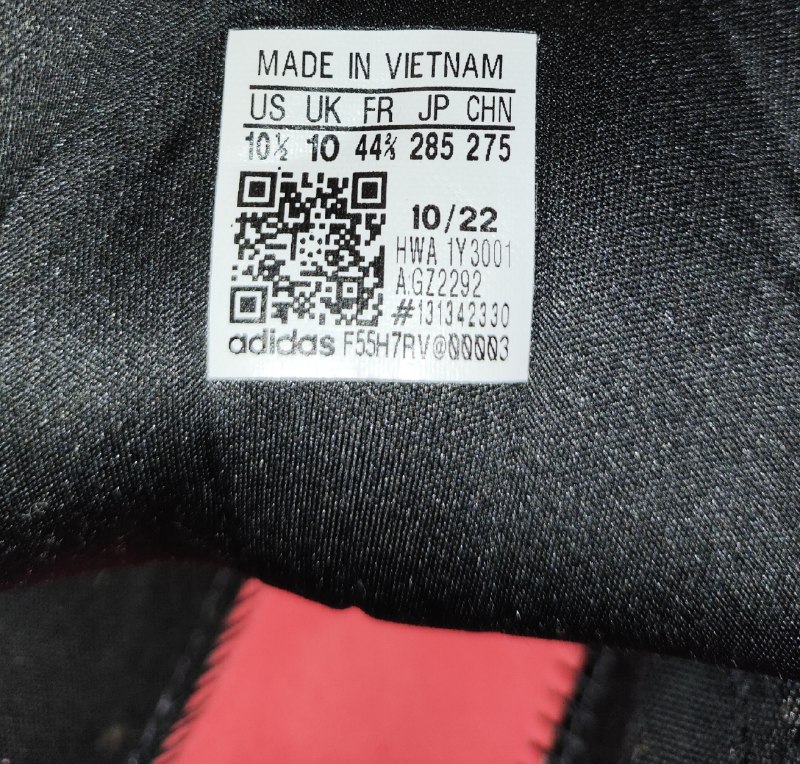 MADE IN VIETNAM
US UK FR JP CHN
10½ 10 44⅔ 285 275
10/22
HWA 1Y3001
A:GZ2292
#131342330
adidas F55H7RV@00003